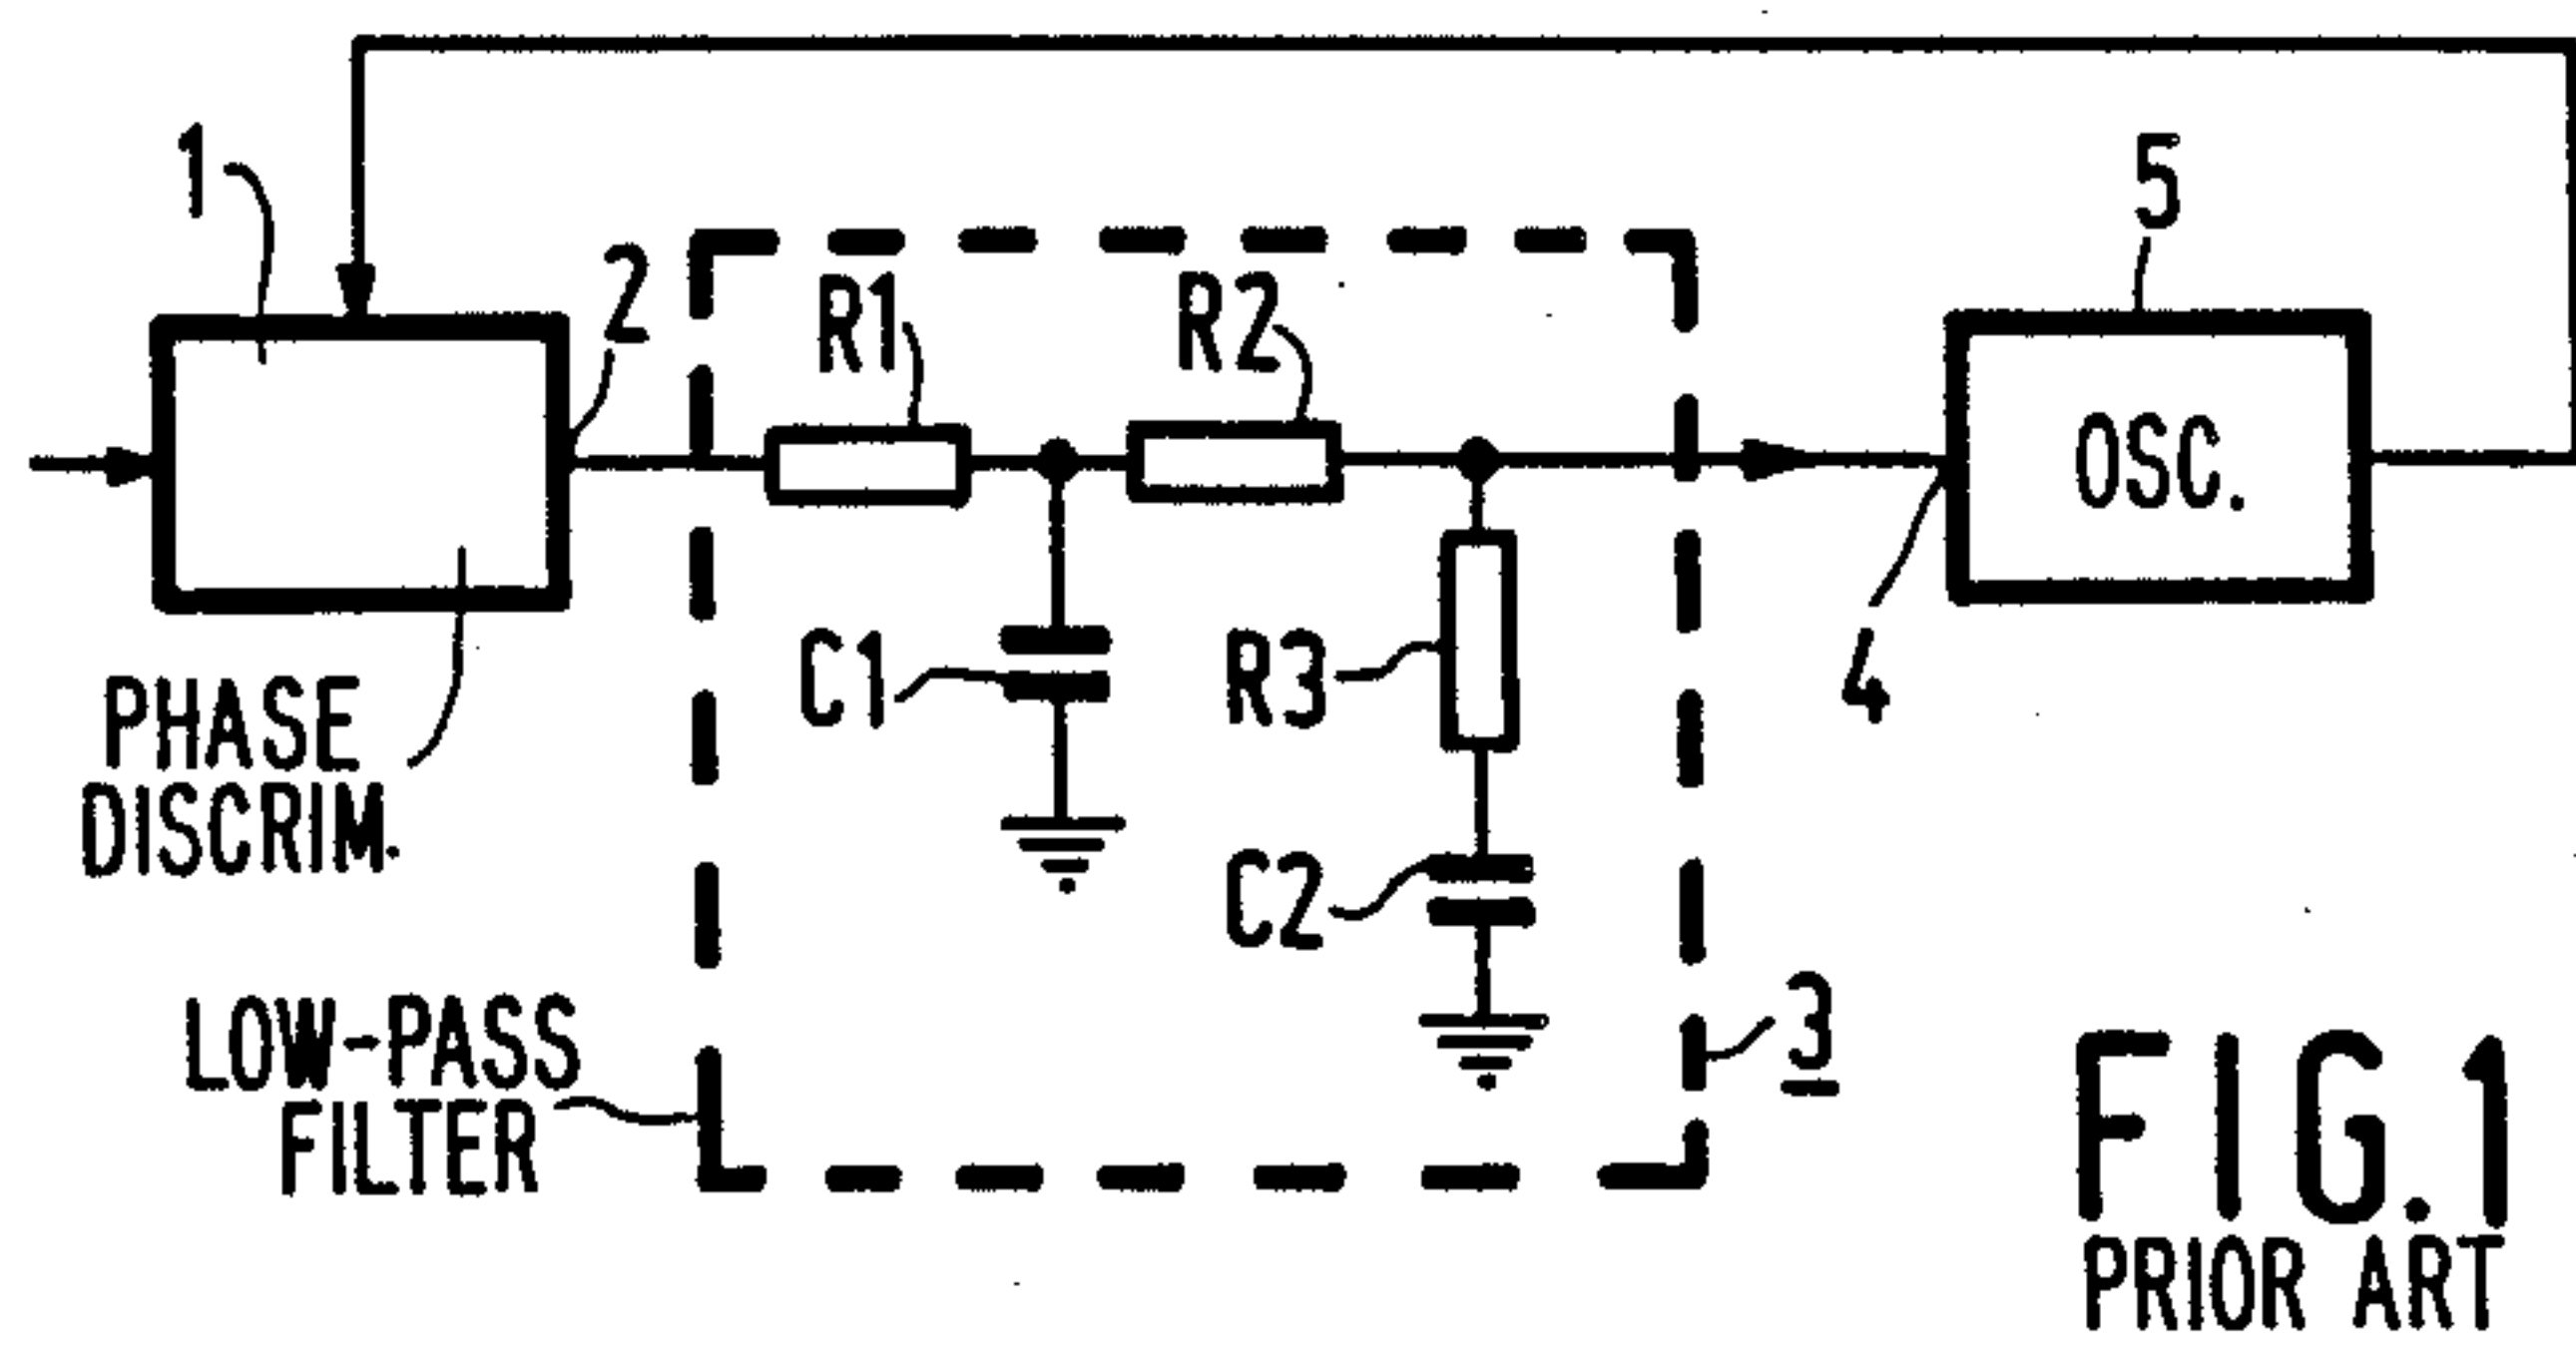 1
2
5
R1
R2
OSC.
C1
R3
4
PHASE
DISCRIM.
C2
LOW-PASS
FILTER
3
FIG.1
PRIOR ART